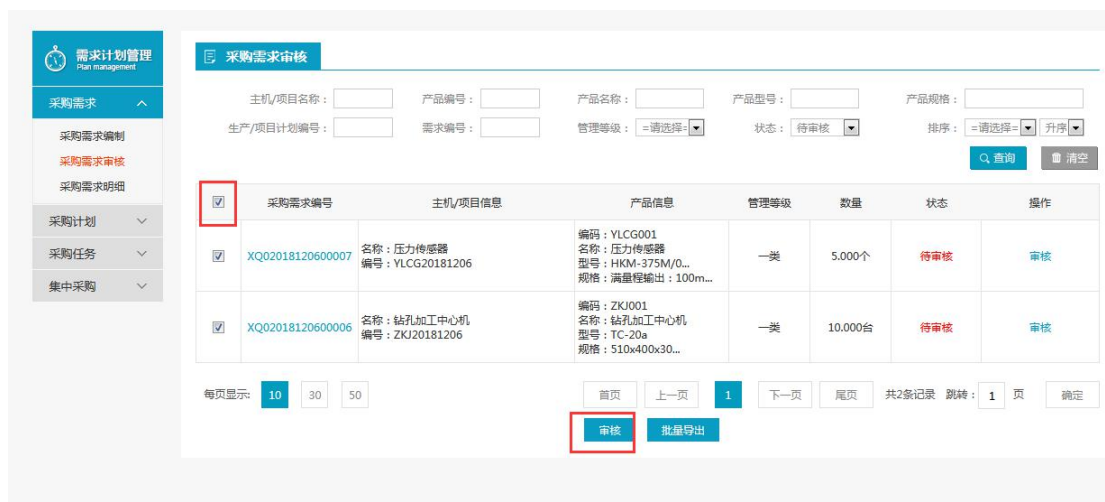 需求计划管理
Plan management
采购需求
采购需求编制
采购需求审核
采购需求明细
采购计划
采购任务
集中采购
采购需求审核
主机/项目名称： 产品编号： 产品名称： 产品型号： 产品规格：
生产/项目计划编号： 需求编号： 管理等级： =请选择= 状态： 待审核 排序： =请选择= 升序
查询 清空
采购需求编号 主机/项目信息 产品信息 管理等级 数量 状态 操作
XQ02018120600007
名称：压力传感器
编号：YLCG20181206
编码：YLCG001
名称：压力传感器
型号：HKM-375M/0...
规格：满量程输出：100m...
一类 5.000个 待审核 审核
XQ02018120600006
名称：钻孔加工中心机
编号：ZKJ20181206
编码：ZKJ001
名称：钻孔加工中心机
型号：TC-20a
规格：510x400x30...
一类 10.000台 待审核 审核
每页显示: 10 30 50 首页 上一页 1 下一页 尾页 共2条记录 跳转： 1 页 确定
审核 批量导出